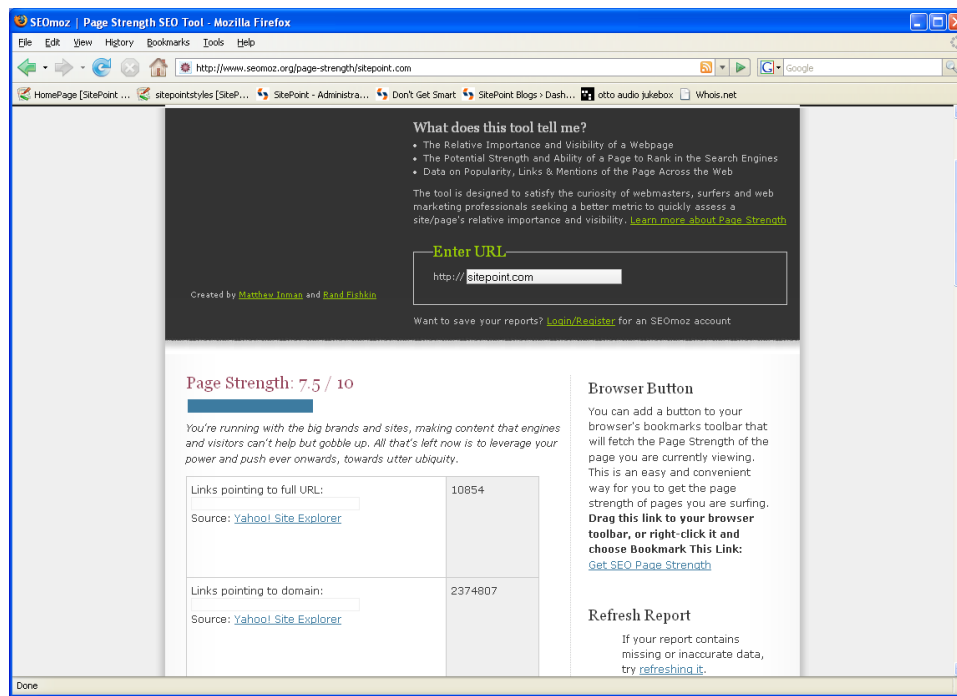 SEOmoz | Page Strength SEO Tool - Mozilla Firefox
File Edit View History Bookmarks Tools Help
http://www.seomoz.org/page-strength/sitepoint.com
G Google
HomePage [SitePoint ... sitepointstyles [SiteP... SitePoint - Administra... Don't Get Smart SitePoint Blogs › Dash... otto audio jukebox Whois.net
What does this tool tell me?
• The Relative Importance and Visibility of a Webpage
• The Potential Strength and Ability of a Page to Rank in the Search Engines
• Data on Popularity, Links & Mentions of the Page Across the Web
The tool is designed to satisfy the curiosity of webmasters, surfers and web
marketing professionals seeking a better metric to quickly assess a
site/page's relative importance and visibility. Learn more about Page Strength
Enter URL
http:// sitepoint.com
Created by Matthew Inman and Rand Fishkin
Want to save your reports? Login/Register for an SEOmoz account
Page Strength: 7.5 / 10
You're running with the big brands and sites, making content that engines
and visitors can't help but gobble up. All that's left now is to leverage your
power and push ever onwards, towards utter ubiquity.
Links pointing to full URL: 10854
Source: Yahoo! Site Explorer
Links pointing to domain: 2374807
Source: Yahoo! Site Explorer
Browser Button
You can add a button to your
browser's bookmarks toolbar that
will fetch the Page Strength of the
page you are currently viewing.
This is an easy and convenient
way for you to get the page
strength of pages you are surfing.
Drag this link to your browser
toolbar, or right-click it and
choose Bookmark This Link:
Get SEO Page Strength
Refresh Report
If your report contains
missing or inaccurate data,
try refreshing it.
Done